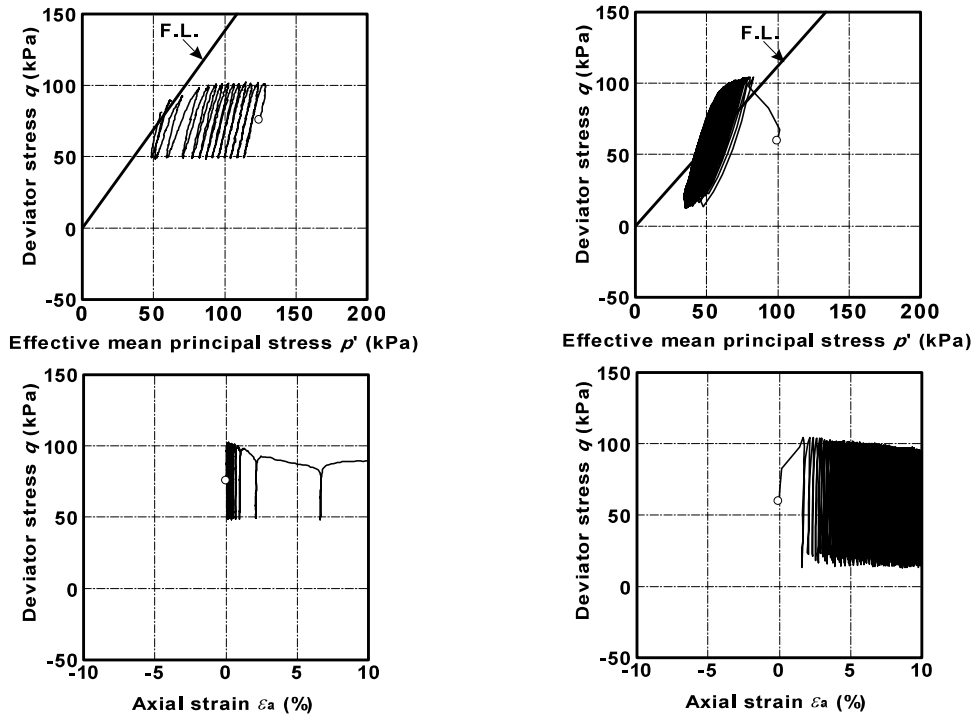 150
100
50
0
-50
Deviator stress q (kPa)
F.L.
0 50 100 150 200
Effective mean principal stress p' (kPa)
150
100
50
0
-50
Deviator stress q (kPa)
F.L.
0 50 100 150 200
Effective mean principal stress p' (kPa)
150
100
50
0
-50
Deviator stress q (kPa)
-10 -5 0 5 10
Axial strain εa (%)
150
100
50
0
-50
Deviator stress q (kPa)
-10 -5 0 5 10
Axial strain εa (%)